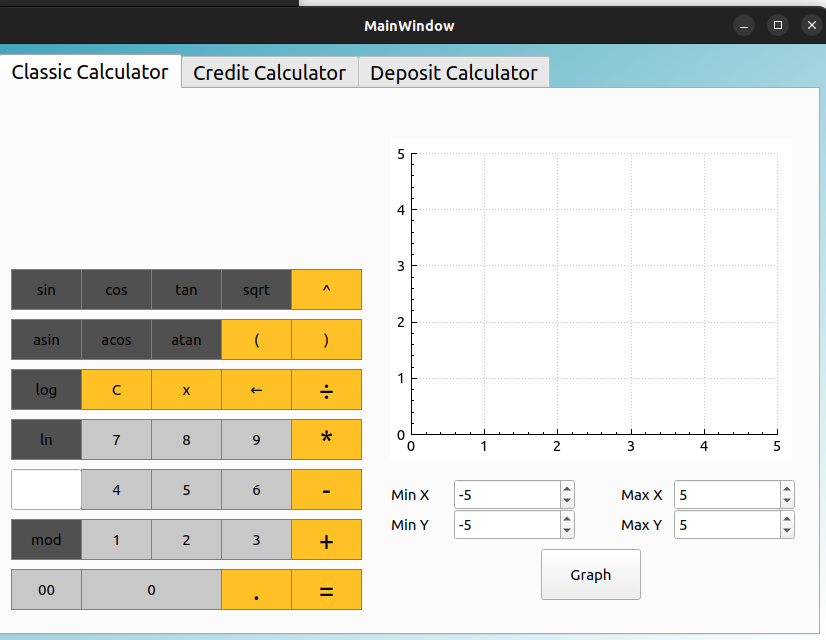 MainWindow
Classic Calculator Credit Calculator Deposit Calculator
5
4
3
2
1
0
0 1 2 3 4 5
sin cos tan sqrt ^
asin acos atan ( )
log C x ← ÷
ln 7 8 9 *
4 5 6 -
mod 1 2 3 +
00 0 . =
Min X -5 Max X 5
Min Y -5 Max Y 5
Graph